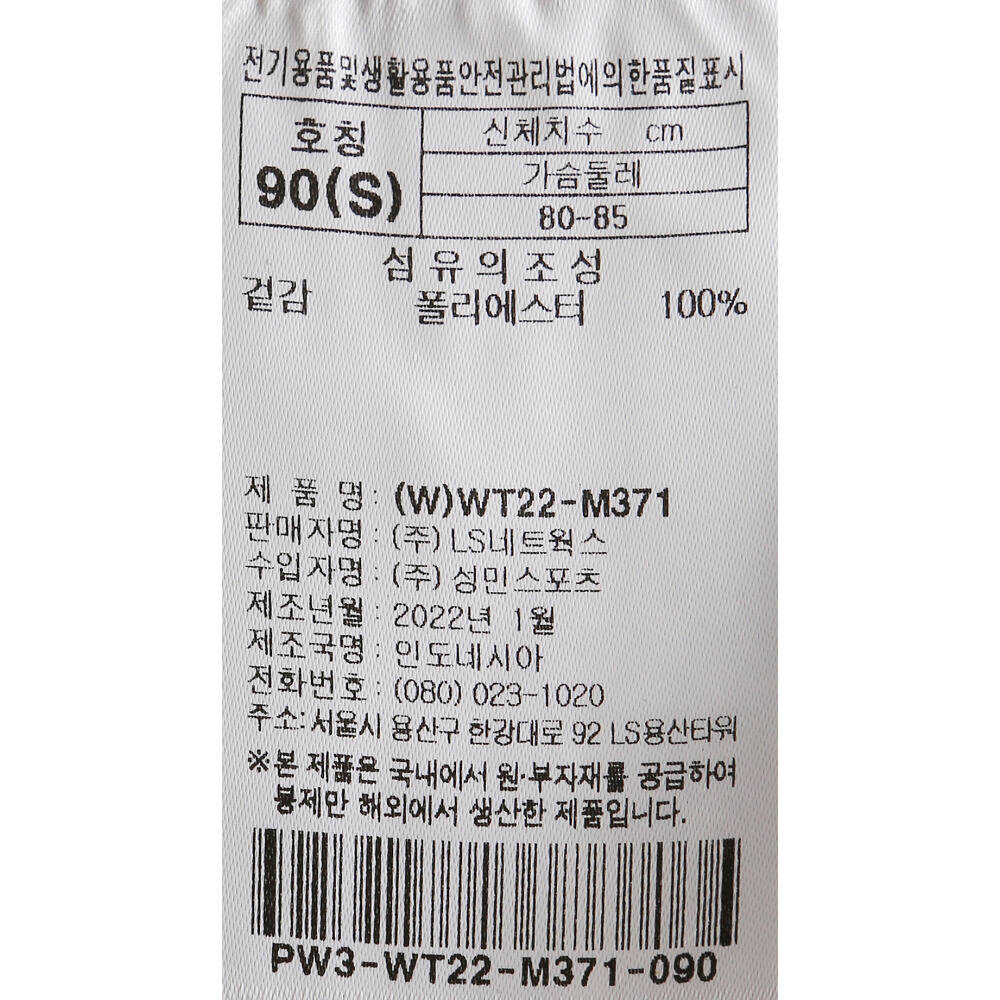 전기용품및생활용품안전관리법에의한품질표시
호칭
90(S)
신체치수 cm
가슴둘레
80-85
섬유의조성
겉감 폴리에스터 100%
제 품 명 : (W)WT22-M371
판매자명 : (주) LS네트웍스
수입자명 : (주) 성민스포츠
제조년월 : 2022년 1월
제조국명 : 인도네시아
전화번호 : (080) 023-1020
주소: 서울시 용산구 한강대로 92 LS용산타워
※본 제품은 국내에서 원·부자재를 공급하여
봉제만 해외에서 생산한 제품입니다.
PW3-WT22-M371-090